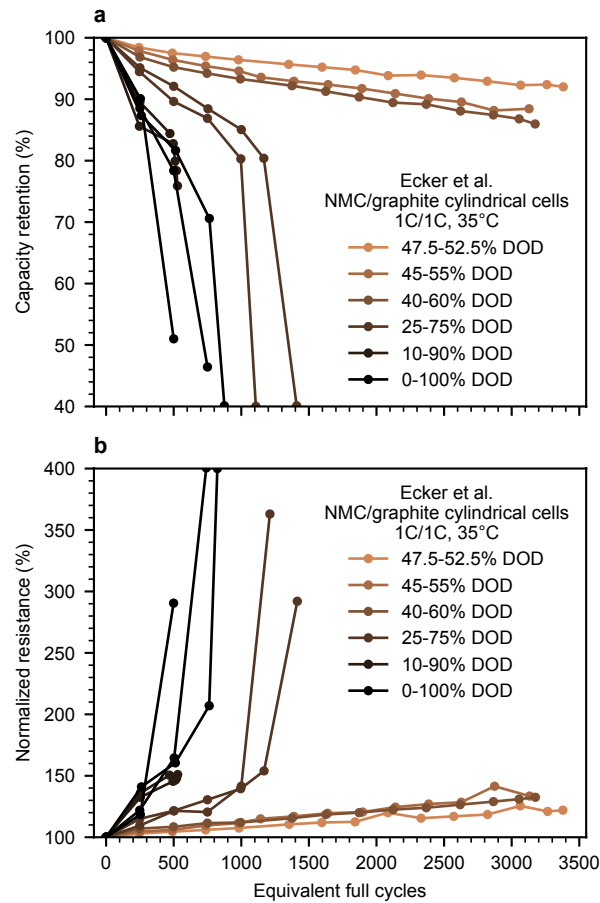 a
100
90
80
70
60
50
40
Capacity retention (%)
Ecker et al.
NMC/graphite cylindrical cells
1C/1C, 35°C
47.5-52.5% DOD
45-55% DOD
40-60% DOD
25-75% DOD
10-90% DOD
0-100% DOD
b
400
350
300
250
200
150
100
Normalized resistance (%)
Ecker et al.
NMC/graphite cylindrical cells
1C/1C, 35°C
47.5-52.5% DOD
45-55% DOD
40-60% DOD
25-75% DOD
10-90% DOD
0-100% DOD
0 500 1000 1500 2000 2500 3000 3500
Equivalent full cycles